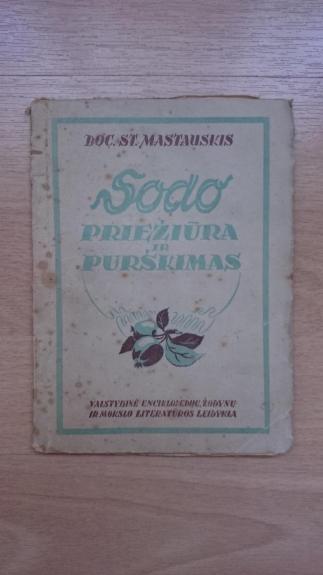 DOC. ST. MASTAUSKIS
Sodo
PRIEŽIŪRA
IR
PURŠKIMAS
VALSTYBINĖ ENCIKLOPEDIJŲ, ŽODYNŲ
IR MOKSLO LITERATŪROS LEIDYKLA